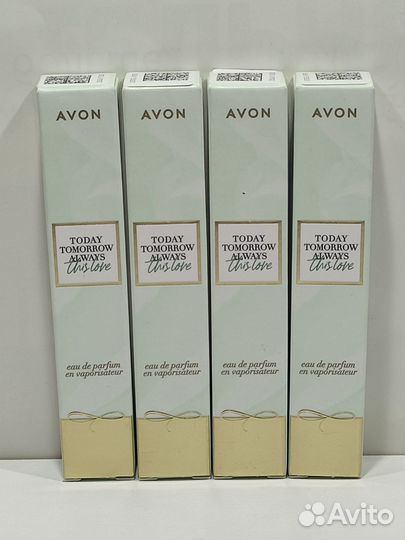 AVON
TODAY
TOMORROW
ALWAYS
this love
eau de parfum
en vaporisateur
AVON
TODAY
TOMORROW
ALWAYS
this love
eau de parfum
en vaporisateur
AVON
TODAY
TOMORROW
ALWAYS
this love
eau de parfum
en vaporisateur
AVON
TODAY
TOMORROW
ALWAYS
this love
eau de parfum
en vaporisateur
Avito